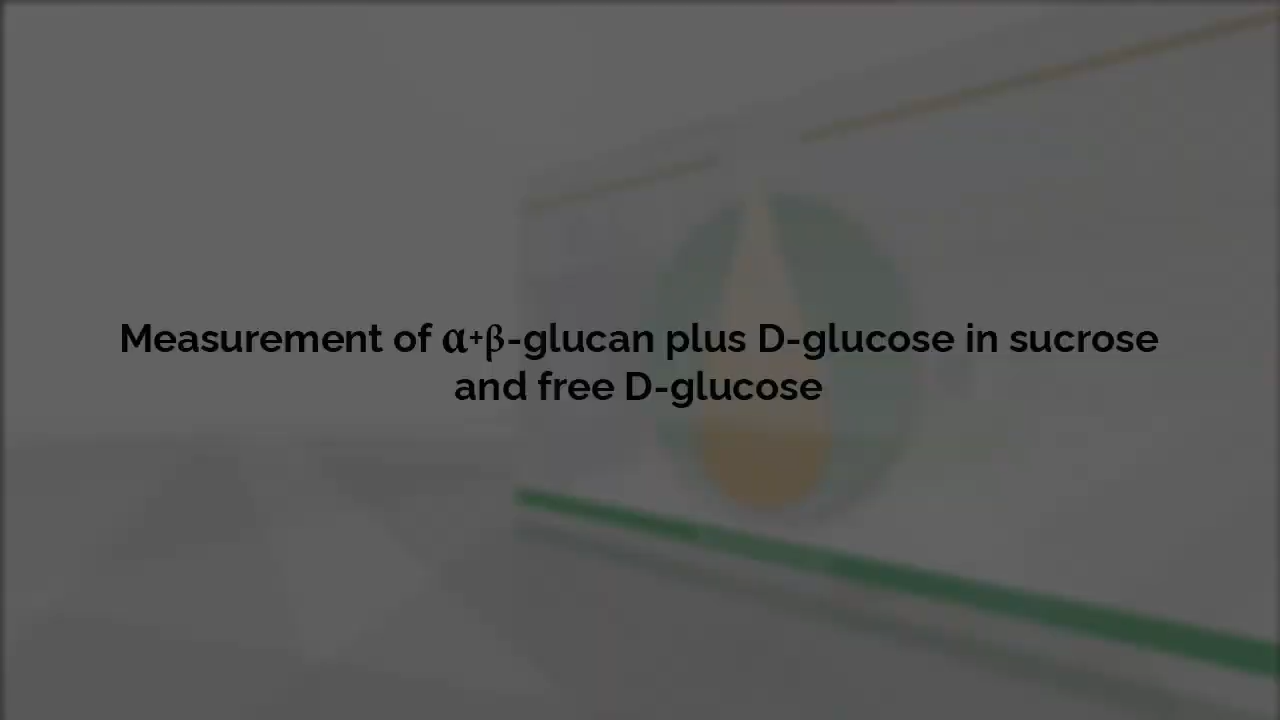 Measurement of α+β-glucan plus D-glucose in sucrose
and free D-glucose